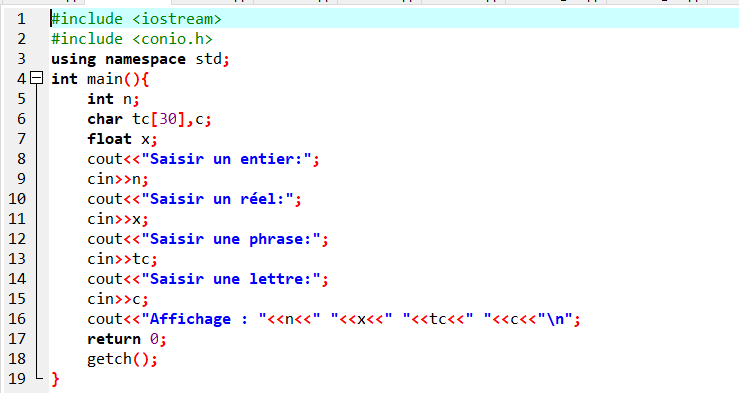 1 #include <iostream>
2 #include <conio.h>
3 using namespace std;
4 int main(){
5 int n;
6 char tc[30],c;
7 float x;
8 cout<<"Saisir un entier:";
9 cin>>n;
10 cout<<"Saisir un réel:";
11 cin>>x;
12 cout<<"Saisir une phrase:";
13 cin>>tc;
14 cout<<"Saisir une lettre:";
15 cin>>c;
16 cout<<"Affichage : "<<n<<" "<<x<<" "<<tc<<" "<<c<<"\n";
17 return 0;
18 getch();
19 }